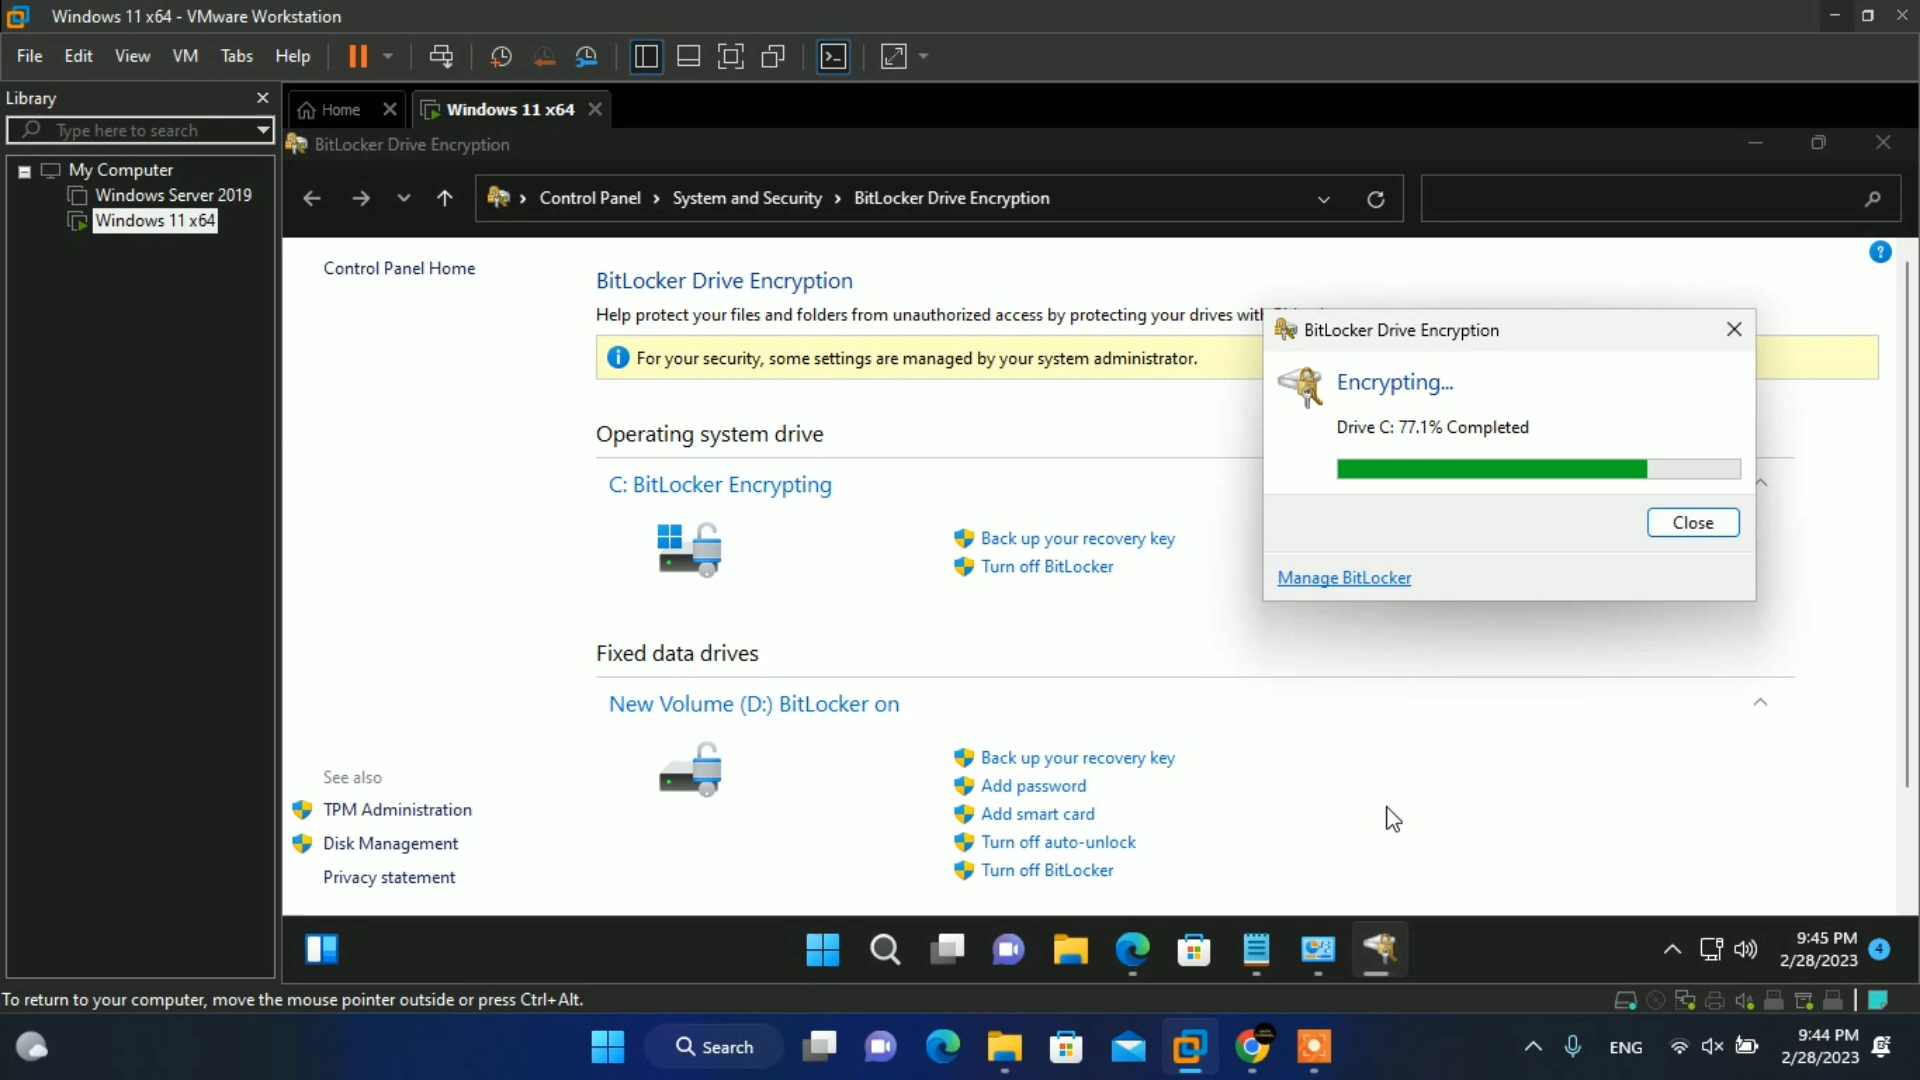 Windows 11 x64 - VMware Workstation
File Edit View VM Tabs Help
Library
Home
Windows 11 x64
Type here to search
BitLocker Drive Encryption
My Computer
Windows Server 2019
Windows 11 x64
Control Panel > System and Security > BitLocker Drive Encryption
Control Panel Home
BitLocker Drive Encryption
Help protect your files and folders from unauthorized access by protecting your drives with
For your security, some settings are managed by your system administrator.
Operating system drive
C: BitLocker Encrypting
Back up your recovery key
Turn off BitLocker
BitLocker Drive Encryption
Encrypting...
Drive C: 77.1% Completed
Close
Manage BitLocker
Fixed data drives
New Volume (D:) BitLocker on
Back up your recovery key
Add password
Add smart card
Turn off auto-unlock
Turn off BitLocker
See also
TPM Administration
Disk Management
Privacy statement
9:45 PM
2/28/2023
4
To return to your computer, move the mouse pointer outside or press Ctrl+Alt.
Search
ENG
9:44 PM
2/28/2023